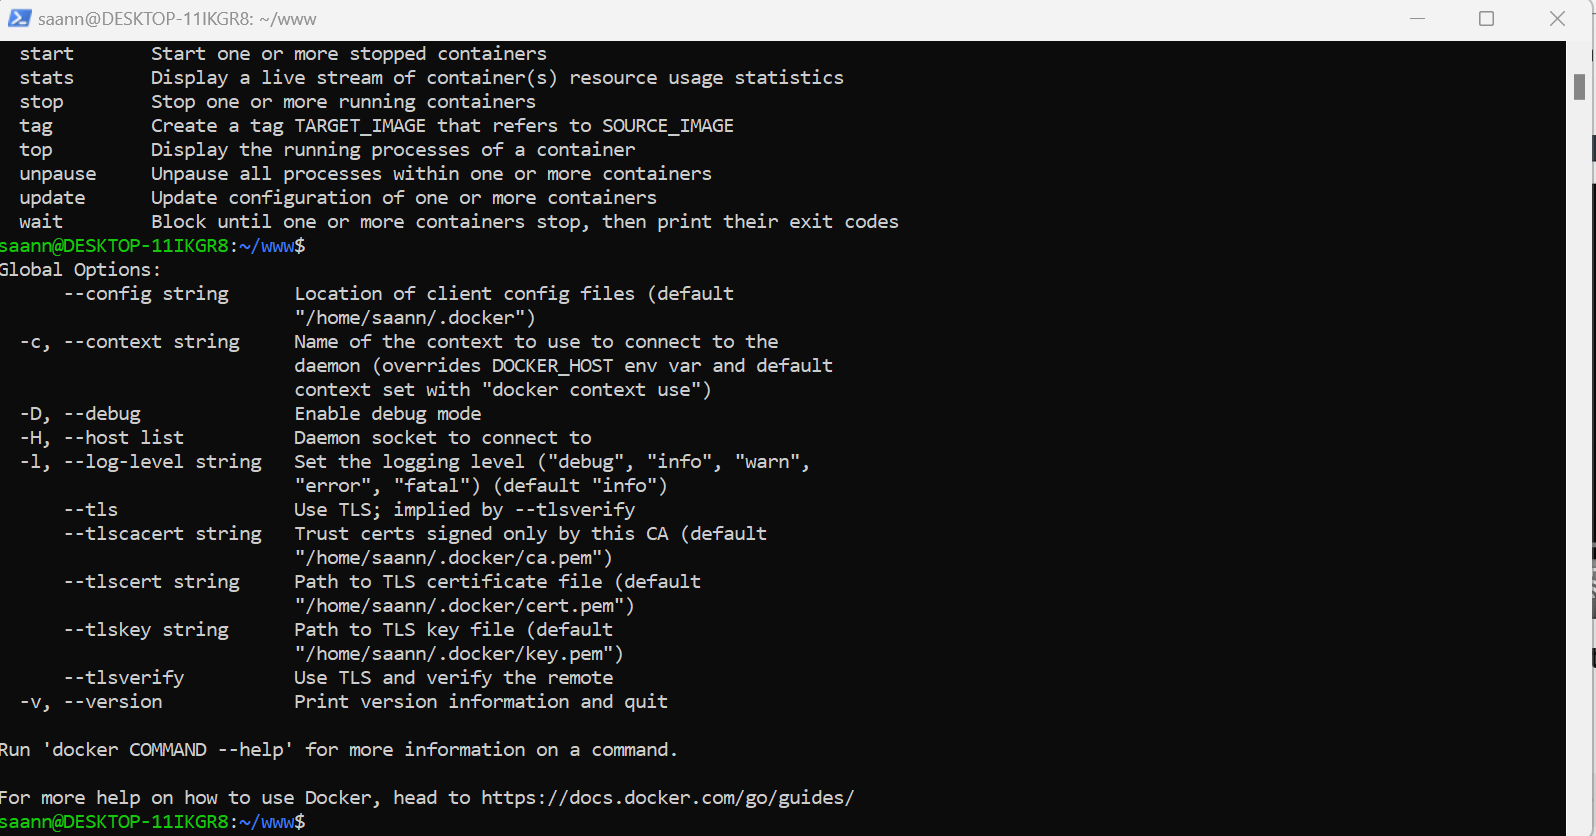 saann@DESKTOP-11IKGR8: ~/www
start Start one or more stopped containers
stats Display a live stream of container(s) resource usage statistics
stop Stop one or more running containers
tag Create a tag TARGET_IMAGE that refers to SOURCE_IMAGE
top Display the running processes of a container
unpause Unpause all processes within one or more containers
update Update configuration of one or more containers
wait Block until one or more containers stop, then print their exit codes
saann@DESKTOP-11IKGR8:~/www$
Global Options:
--config string Location of client config files (default
"/home/saann/.docker")
-c, --context string Name of the context to use to connect to the
daemon (overrides DOCKER_HOST env var and default
context set with "docker context use")
-D, --debug Enable debug mode
-H, --host list Daemon socket to connect to
-l, --log-level string Set the logging level ("debug", "info", "warn",
"error", "fatal") (default "info")
--tls Use TLS; implied by --tlsverify
--tlscacert string Trust certs signed only by this CA (default
"/home/saann/.docker/ca.pem")
--tlscert string Path to TLS certificate file (default
"/home/saann/.docker/cert.pem")
--tlskey string Path to TLS key file (default
"/home/saann/.docker/key.pem")
--tlsverify Use TLS and verify the remote
-v, --version Print version information and quit
Run 'docker COMMAND --help' for more information on a command.
For more help on how to use Docker, head to https://docs.docker.com/go/guides/
saann@DESKTOP-11IKGR8:~/www$